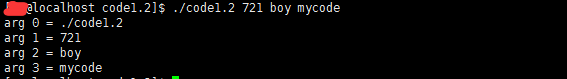 @localhost code1.2]$ ./code1.2 721 boy mycode
arg 0 = ./code1.2
arg 1 = 721
arg 2 = boy
arg 3 = mycode